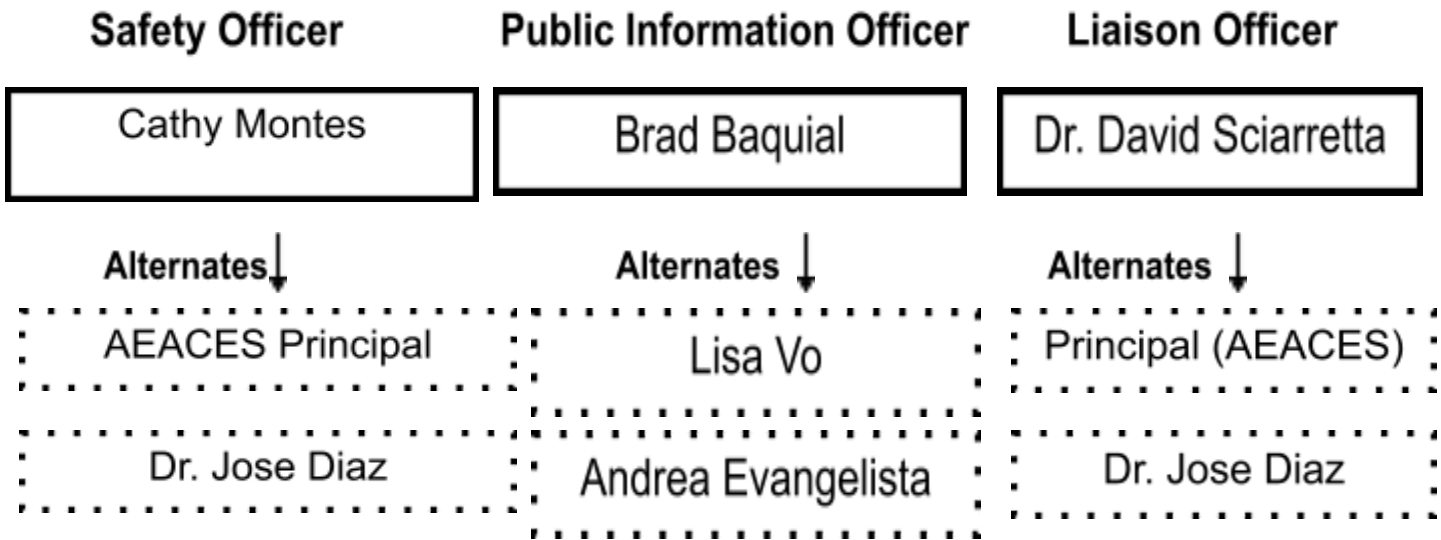 Safety Officer
Public Information Officer
Liaison Officer
Cathy Montes
Brad Baquial
Dr. David Sciarretta
Alternates
Alternates
Alternates
AEACES Principal
Lisa Vo
Principal (AEACES)
Dr. Jose Diaz
Andrea Evangelista
Dr. Jose Diaz